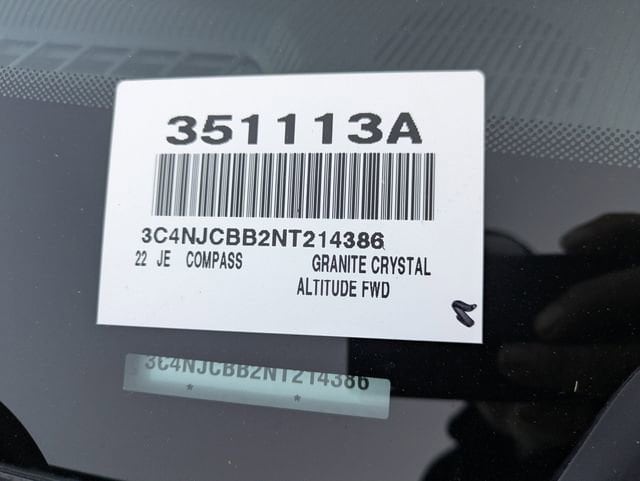 351113A
3C4NJCBB2NT214386
22 JE COMPASS GRANITE CRYSTAL
ALTITUDE FWD
3C4NJCBB2NT214386
* *